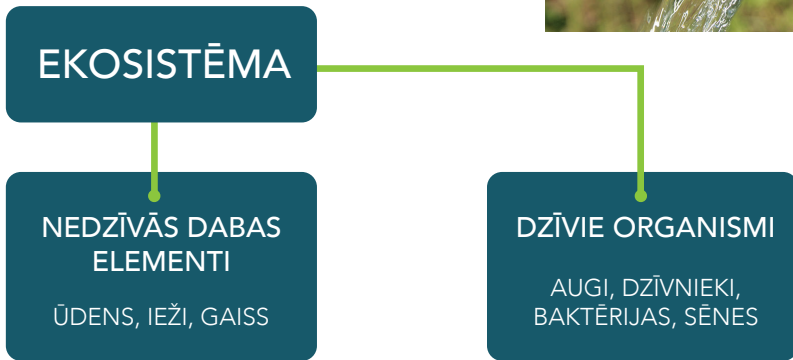 EKOSISTĒMA
NEDZĪVĀS DABAS
ELEMENTI
ŪDENS, IEŽI, GAISS
DZĪVIE ORGANISMI
AUGI, DZĪVNIEKI,
BAKTĒRIJAS, SĒNES